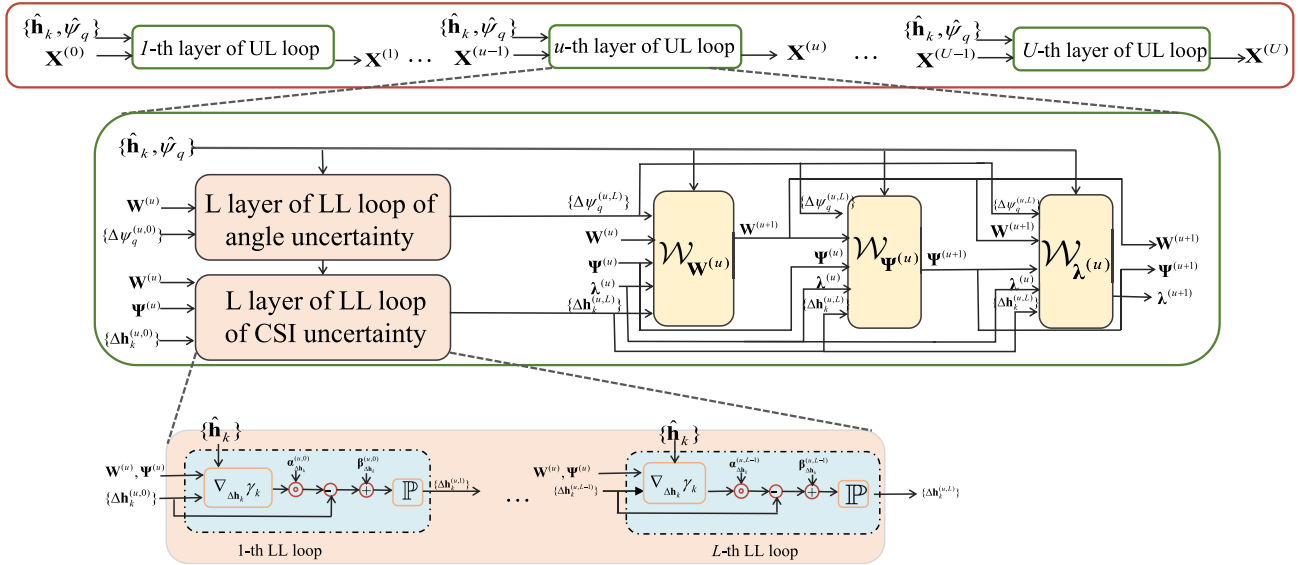 {ĥ_k, ψ̂_q}
X^(0)
1-th layer of UL loop
X^(1)
...
{ĥ_k, ψ̂_q}
X^(u-1)
u-th layer of UL loop
X^(u)
...
{ĥ_k, ψ̂_q}
X^(U-1)
U-th layer of UL loop
X^(U)
{ĥ_k, ψ̂_q}
W^(u)
{Δψ_q^(u,0)}
L layer of LL loop of
angle uncertainty
W^(u)
Ψ^(u)
{Δh_k^(u,0)}
L layer of LL loop
of CSI uncertainty
{Δψ_q^(u,L)}
W^(u)
Ψ^(u)
λ^(u)
{Δh_k^(u,L)}
𝒲_W^(u)
W^(u+1)
{Δψ_q^(u,L)}
Ψ^(u)
λ^(u)
{Δh_k^(u,L)}
𝒲_Ψ^(u)
Ψ^(u+1)
{Δψ_q^(u,L)}
W^(u+1)
λ^(u)
{Δh_k^(u,L)}
𝒲_λ^(u)
W^(u+1)
Ψ^(u+1)
λ^(u+1)
{ĥ_k}
W^(u), Ψ^(u)
{Δh_k^(u,0)}
∇_Δh_k γ_k
α_Δh_k^(u,0)
β_Δh_k^(u,0)
ℙ
{Δh_k^(u,1)}
1-th LL loop
...
{ĥ_k}
W^(u), Ψ^(u)
{Δh_k^(u,L-1)}
∇_Δh_k γ_k
α_Δh_k^(u,L-1)
β_Δh_k^(u,L-1)
ℙ
{Δh_k^(u,L)}
L-th LL loop